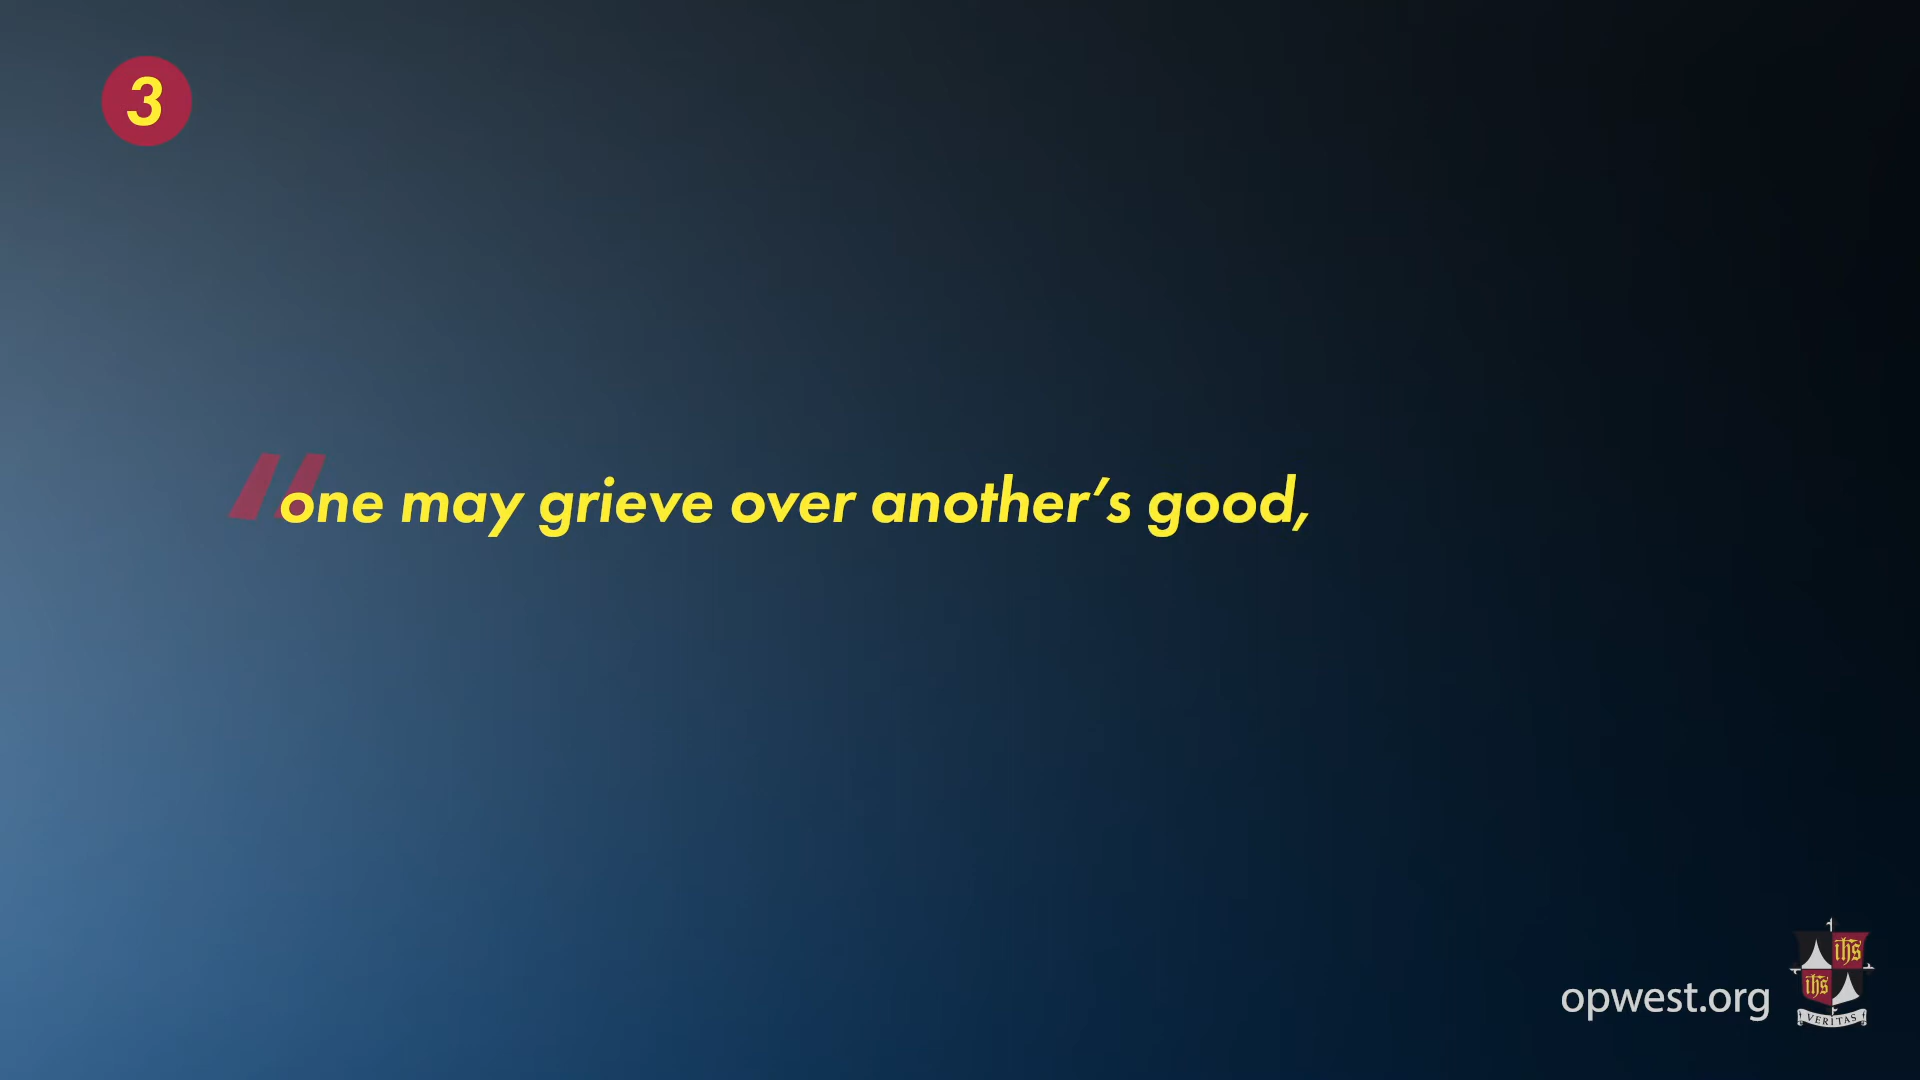 3
“one may grieve over another’s good,
opwest.org
ihs
ihs
VERITAS